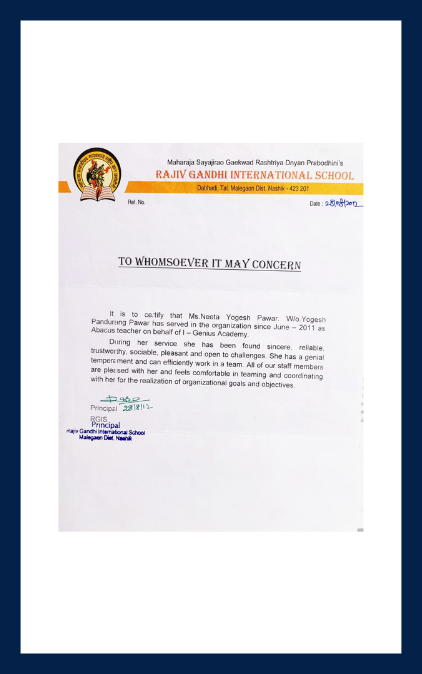 Maharaja Sayajirao Gaekwad Rashtriya Dnyan Prabodhini's
RAJIV GANDHI INTERNATIONAL SCHOOL
Dabhadi, Tal. Malegaon Dist. Nashik - 423 201
Ref. No.
Date : 28/08/2012
TO WHOMSOEVER IT MAY CONCERN
It is to certify that Ms.Neeta Yogesh Pawar. W/o.Yogesh
Pandurang Pawar has served in the organization since June – 2011 as
Abacus teacher on behalf of I – Genius Academy.
During her service she has been found sincere, reliable,
trustworthy, sociable, pleasant and open to challenges. She has a genial
temperament and can efficiently work in a team. All of our staff members
are pleased with her and feels comfortable in teaming and coordinating
with her for the realization of organizational goals and objectives.
Principal 28/8/12
RGIS
Principal
Rajiv Gandhi International School
Malegaon Dist. Nashik